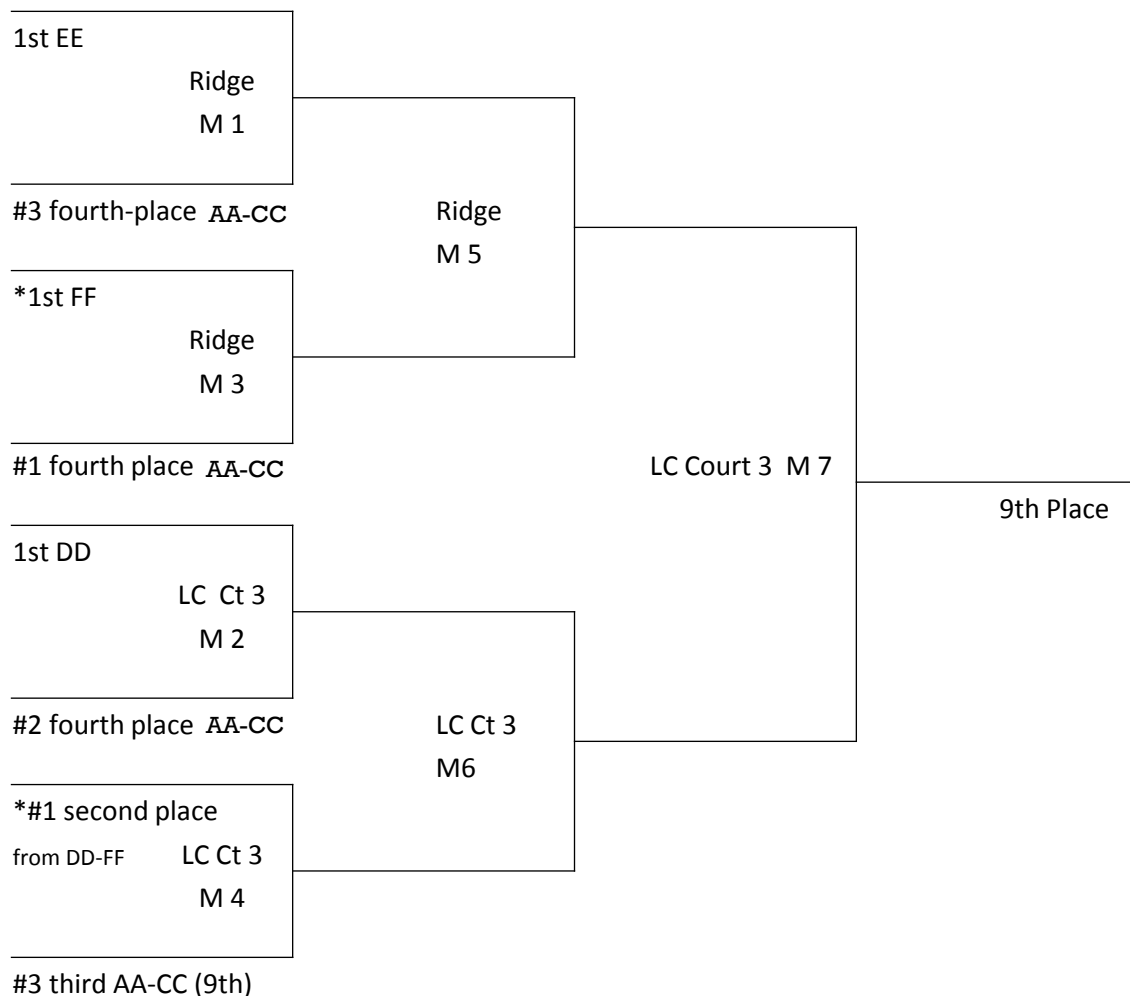 1st EE
Ridge
M 1
#3 fourth-place AA-CC
Ridge
M 5
*1st FF
Ridge
M 3
#1 fourth place AA-CC
LC Court 3 M 7
9th Place
1st DD
LC Ct 3
M 2
#2 fourth place AA-CC
LC Ct 3
M6
*#1 second place
from DD-FF LC Ct 3
M 4
#3 third AA-CC (9th)